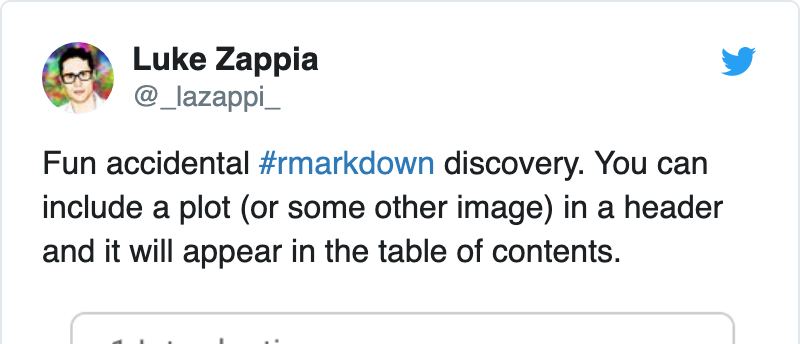 Luke Zappia
@_lazappi_
Fun accidental #rmarkdown discovery. You can
include a plot (or some other image) in a header
and it will appear in the table of contents.